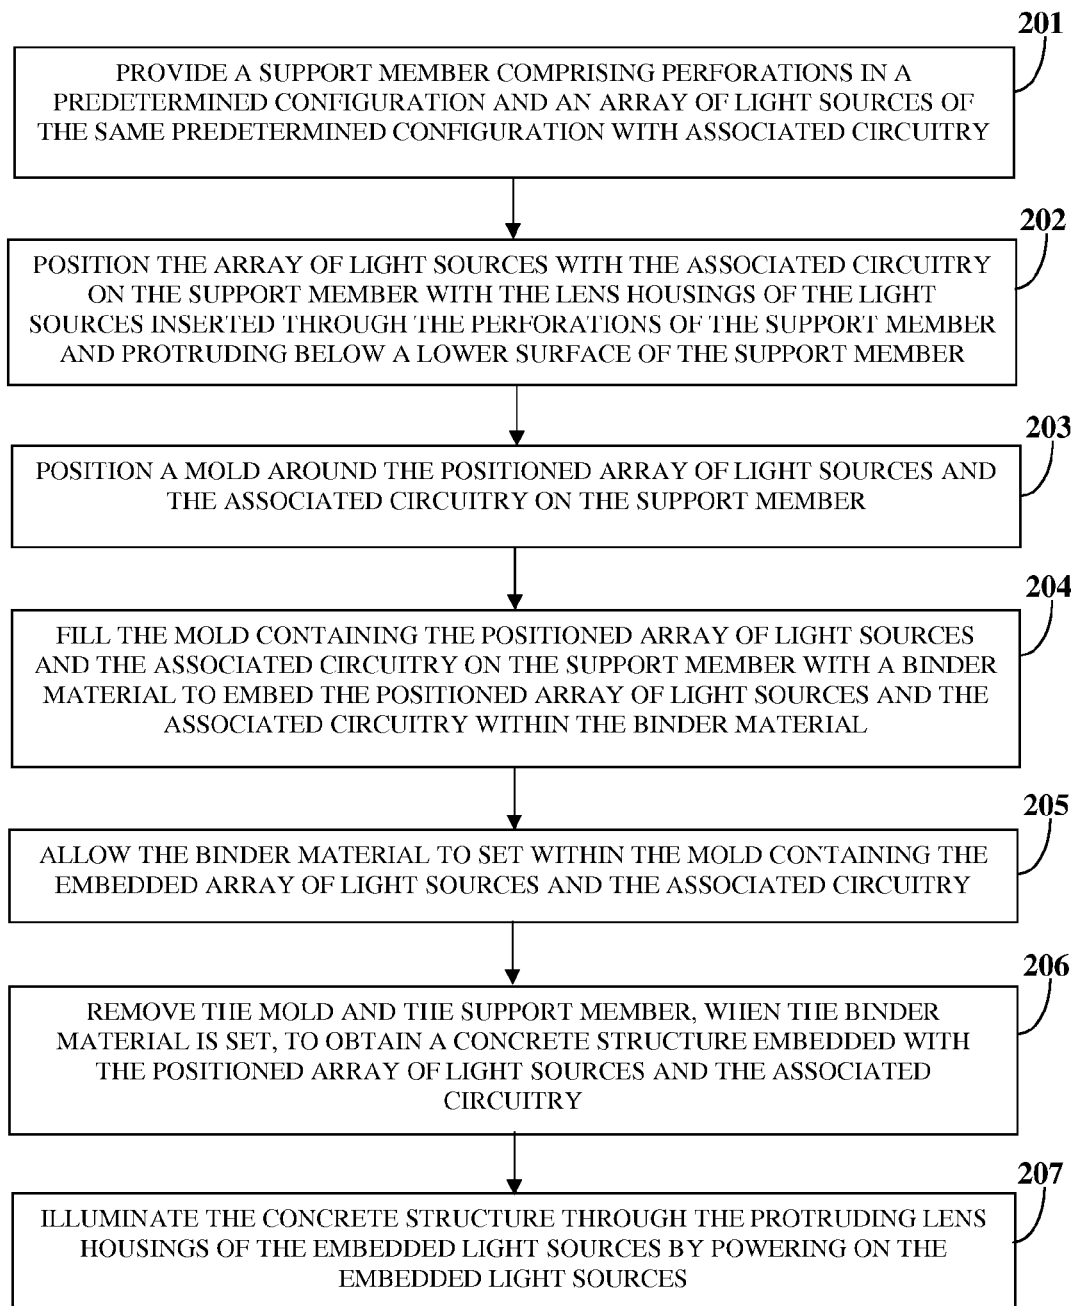 201
PROVIDE A SUPPORT MEMBER COMPRISING PERFORATIONS IN A
PREDETERMINED CONFIGURATION AND AN ARRAY OF LIGHT SOURCES OF
THE SAME PREDETERMINED CONFIGURATION WITH ASSOCIATED CIRCUITRY
202
POSITION THE ARRAY OF LIGHT SOURCES WITH THE ASSOCIATED CIRCUITRY
ON THE SUPPORT MEMBER WITH THE LENS HOUSINGS OF THE LIGHT
SOURCES INSERTED THROUGH THE PERFORATIONS OF THE SUPPORT MEMBER
AND PROTRUDING BELOW A LOWER SURFACE OF THE SUPPORT MEMBER
203
POSITION A MOLD AROUND THE POSITIONED ARRAY OF LIGHT SOURCES AND
THE ASSOCIATED CIRCUITRY ON THE SUPPORT MEMBER
204
FILL THE MOLD CONTAINING THE POSITIONED ARRAY OF LIGHT SOURCES
AND THE ASSOCIATED CIRCUITRY ON THE SUPPORT MEMBER WITH A BINDER
MATERIAL TO EMBED THE POSITIONED ARRAY OF LIGHT SOURCES AND THE
ASSOCIATED CIRCUITRY WITHIN THE BINDER MATERIAL
205
ALLOW THE BINDER MATERIAL TO SET WITHIN THE MOLD CONTAINING THE
EMBEDDED ARRAY OF LIGHT SOURCES AND THE ASSOCIATED CIRCUITRY
206
REMOVE THE MOLD AND THE SUPPORT MEMBER, WHEN THE BINDER
MATERIAL IS SET, TO OBTAIN A CONCRETE STRUCTURE EMBEDDED WITH
THE POSITIONED ARRAY OF LIGHT SOURCES AND THE ASSOCIATED
CIRCUITRY
207
ILLUMINATE THE CONCRETE STRUCTURE THROUGH THE PROTRUDING LENS
HOUSINGS OF THE EMBEDDED LIGHT SOURCES BY POWERING ON THE
EMBEDDED LIGHT SOURCES